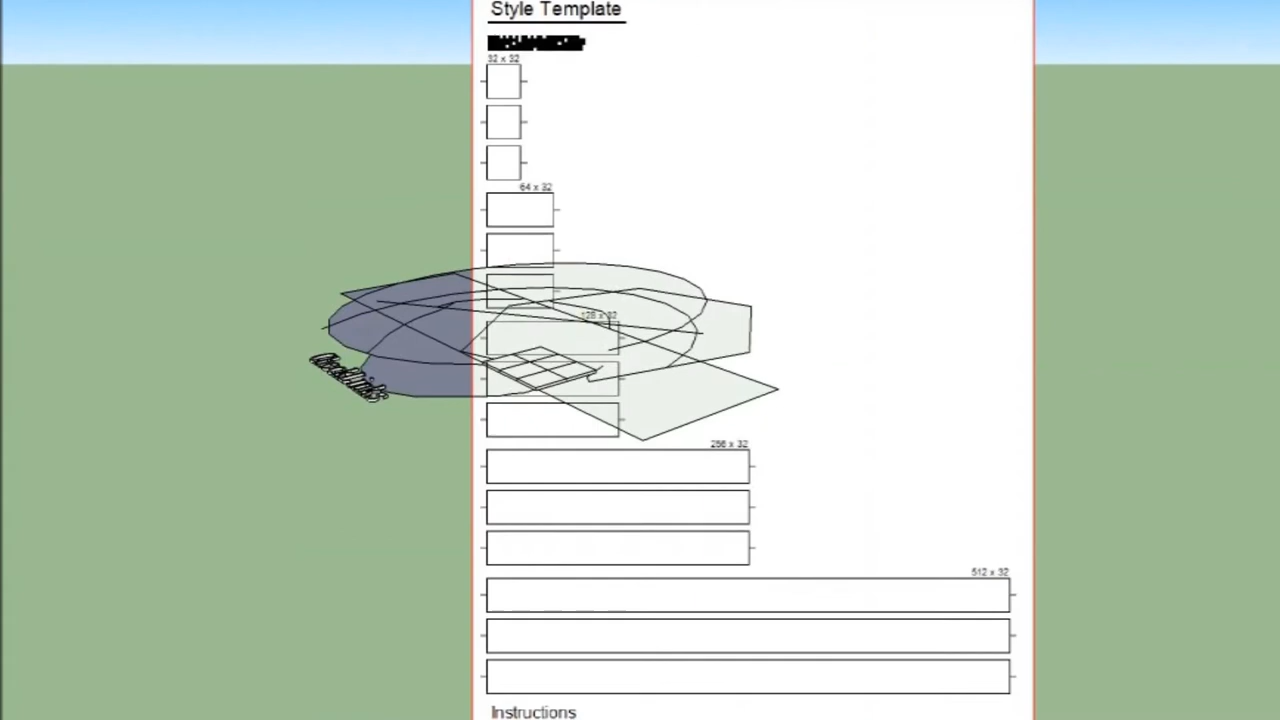 Style Template
32 x 32
64 x 32
128 x 32
256 x 32
512 x 32
Instructions